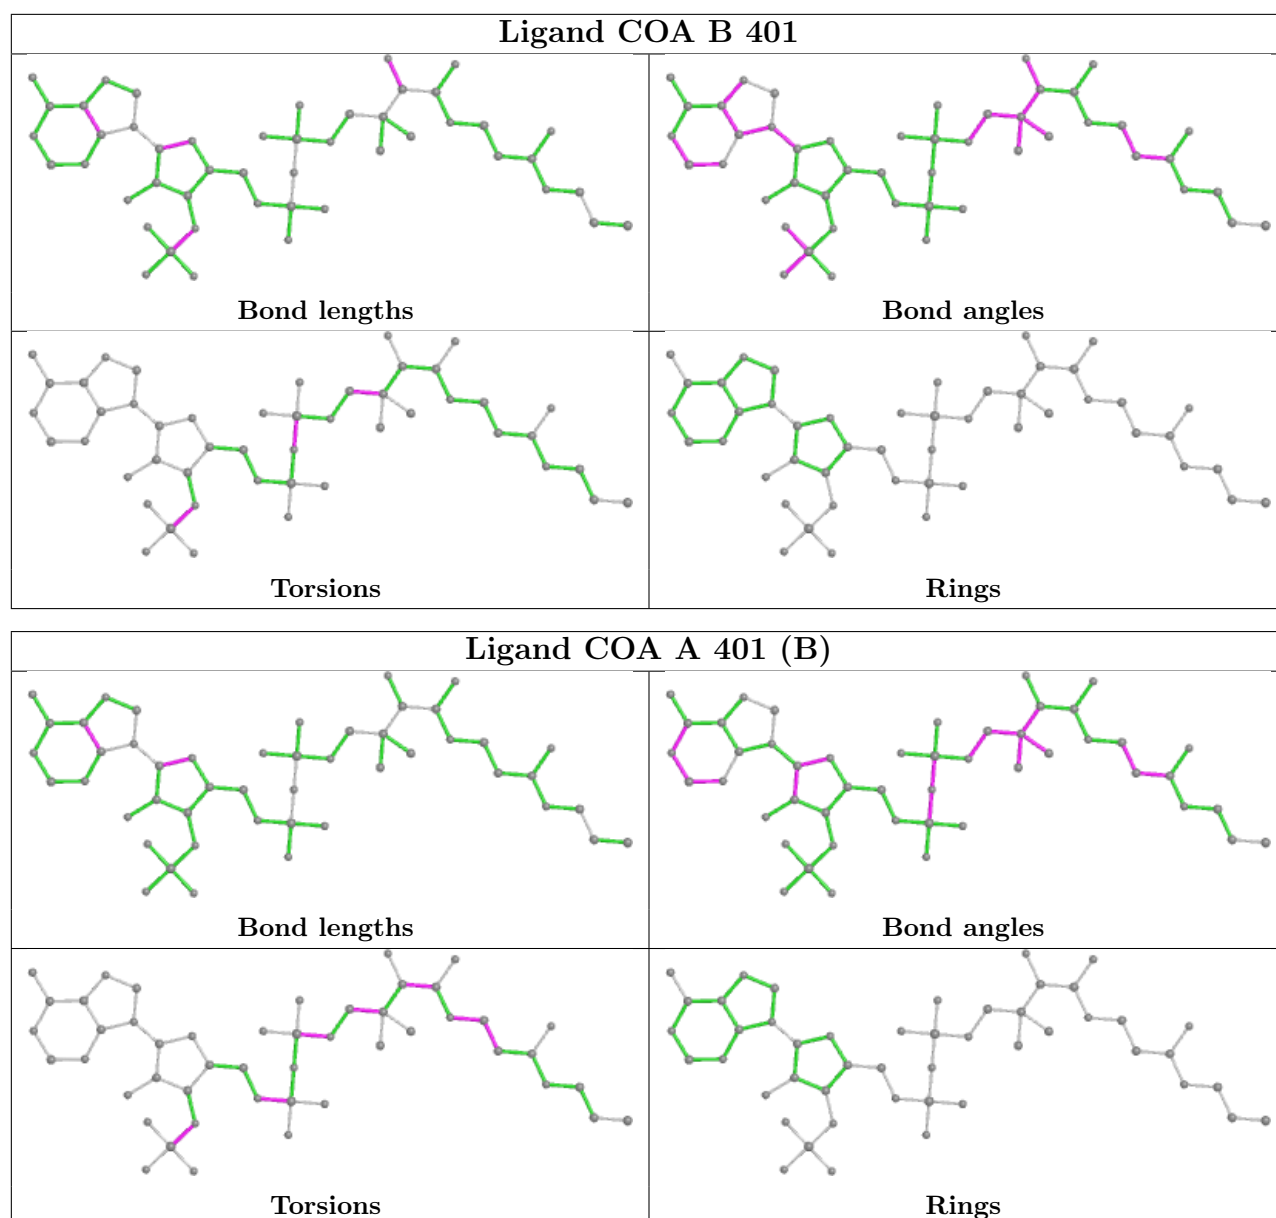 Ligand COA B 401
Bond lengths
Bond angles
Torsions
Rings
Ligand COA A 401 (B)
Bond lengths
Bond angles
Torsions
Rings